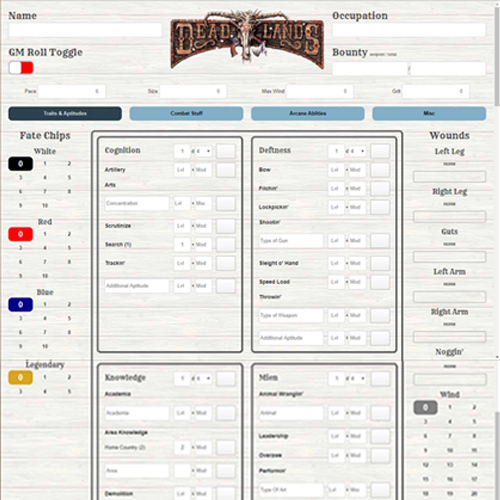 Name
DEADLANDS
Occupation
GM Roll Toggle
Bounty
Pace 6
Size 6
Max Wind 0
Grit 0
Traits & Aptitudes
Combat Stuff
Arcane Abilities
Misc
Fate Chips
White
0 1 2
3 4 5
6 7 8
9 10
Red
0 1 2
3 4 5
6 7 8
9 10
Blue
0 1 2
3 4 5
6 7 8
9 10
Legendary
0 1 2
3 4 5
Cognition 1 d 4
Artillery Lvl + Mod
Arts
Concentration Lvl + Misc
Scrutinize Lvl + Mod
Search (1) 1 + Mod
Trackin' Lvl + Mod
Additional Aptitude Lvl + Mod
Deftness 1 d 4
Bow Lvl + Mod
Filchin' Lvl + Mod
Lockpickin' Lvl + Mod
Shootin'
Type of Gun Lvl + Mod
Sleight o' Hand Lvl + Mod
Speed Load Lvl + Mod
Throwin'
Type of Weapon Lvl + Mod
Additional Aptitude Lvl + Mod
Knowledge d 4
Academia
Academia Lvl + Mod
Area Knowledge
Home Country (2) 2 + Mod
Area + Mod
Demolition Lvl + Mod
Mien d 4
Animal Wranglin'
Animal Lvl + Mod
Leadership Lvl + Mod
Overawe Lvl + Mod
Performin'
Type Of Art Lvl + Mod
Wounds
Left Leg
NONE
Right Leg
NONE
Guts
NONE
Left Arm
NONE
Right Arm
NONE
Noggin'
NONE
Wind
0 1 2
3 4 5
6 7 8
9 10 11
12 13 14
15 16 17
18 19 20